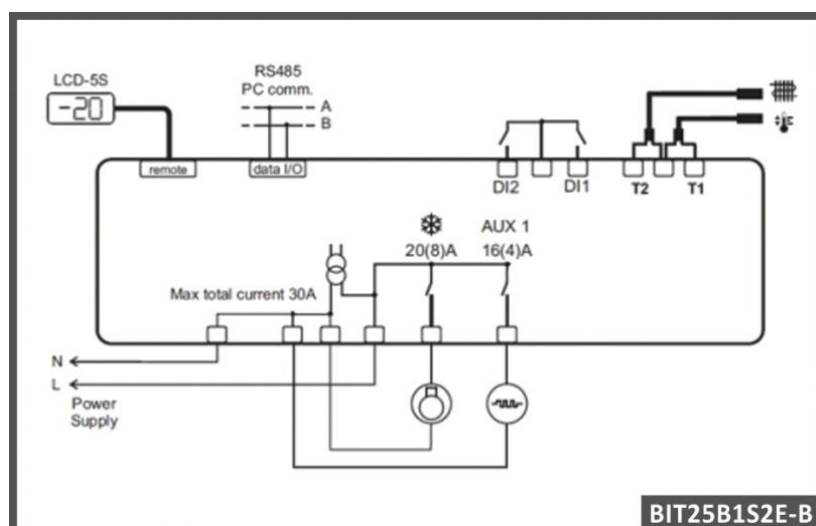 LCD-5S
-20
RS485
PC comm.
A
B
remote
data I/O
DI2
DI1
T2
T1
AUX 1
20(8)A
16(4)A
Max total current 30A
N
L
Power
Supply
BIT25B1S2E-B